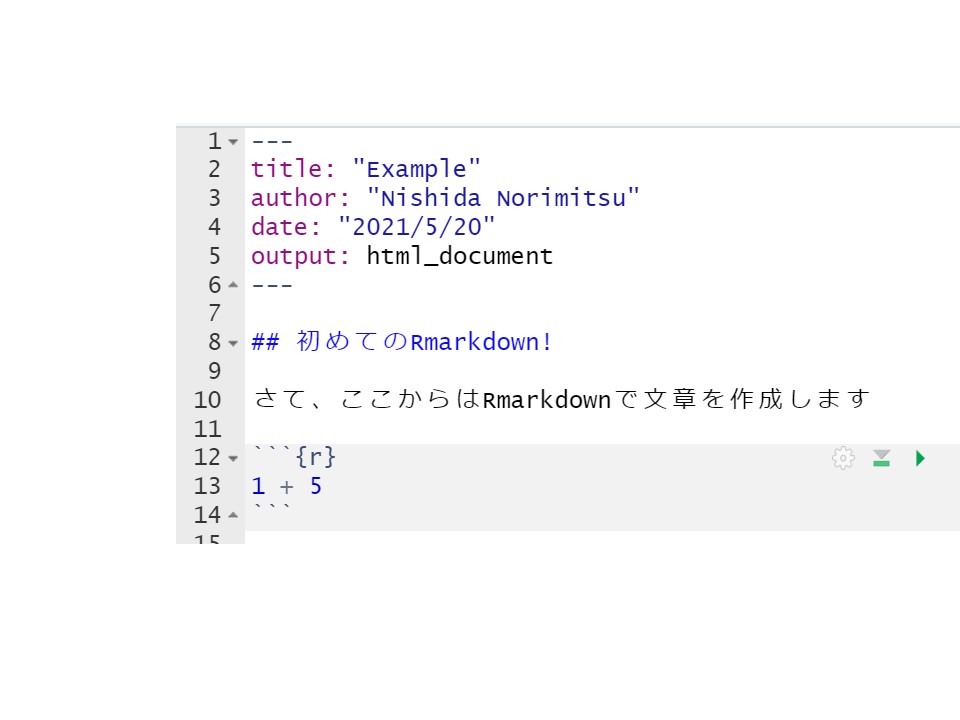 1 ---
2 title: "Example"
3 author: "Nishida Norimitsu"
4 date: "2021/5/20"
5 output: html_document
6 ---
7
8 ## 初めてのRmarkdown!
9
10 さて、ここからはRmarkdownで文章を作成します
11
12 ```{r}
13 1 + 5
14 ```
15